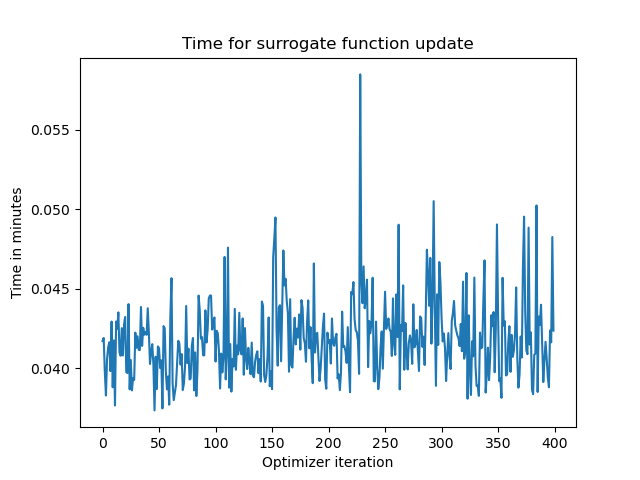 Time for surrogate function update
0.055
0.050
0.045
0.040
Time in minutes
0 50 100 150 200 250 300 350 400
Optimizer iteration